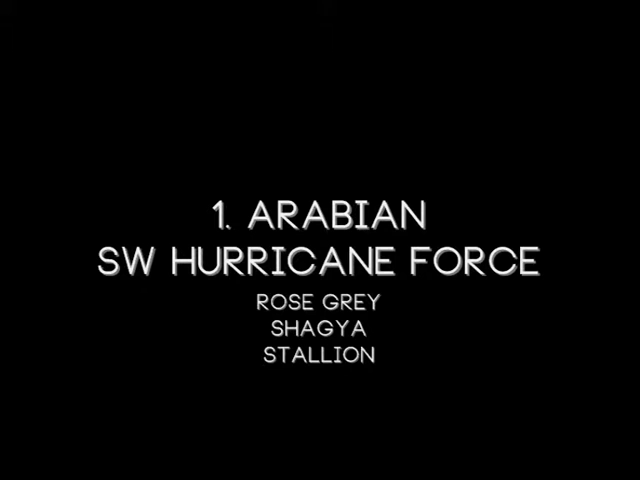 1. ARABIAN
SW HURRICANE FORCE
ROSE GREY
SHAGYA
STALLION